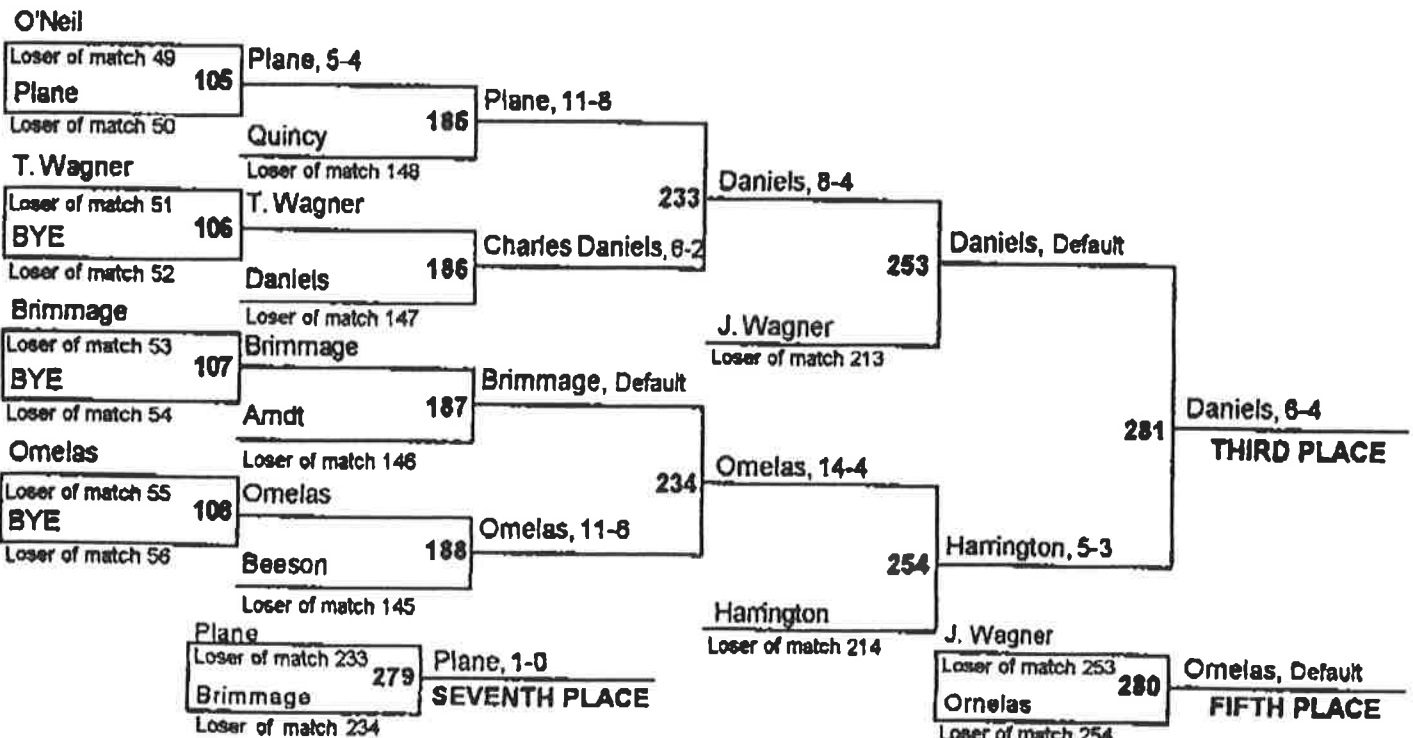 O'Neil
Loser of match 49
105
Plane
Loser of match 50
Plane, 5-4
185
Quincy
Loser of match 148
Plane, 11-8
T. Wagner
Loser of match 51
106
BYE
Loser of match 52
T. Wagner
186
Daniels
Loser of match 147
Charles Daniels, 6-2
233
Daniels, 8-4
Brimmage
Loser of match 53
107
BYE
Loser of match 54
Brimmage
187
Arndt
Loser of match 146
Brimmage, Default
Omelas
Loser of match 55
108
BYE
Loser of match 56
Omelas
188
Beeson
Loser of match 145
Omelas, 11-6
234
Omelas, 14-4
253
J. Wagner
Loser of match 213
Daniels, Default
254
Harrington
Loser of match 214
Harrington, 5-3
281
Daniels, 6-4
THIRD PLACE
Plane
Loser of match 233
279
Brimmage
Loser of match 234
Plane, 1-0
SEVENTH PLACE
J. Wagner
Loser of match 253
280
Ornelas
Loser of match 254
Omelas, Default
FIFTH PLACE